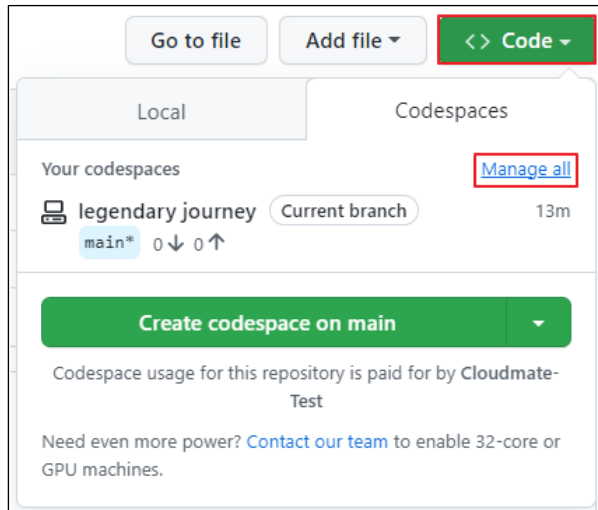 Go to file Add file <> Code
Local Codespaces
Your codespaces Manage all
legendary journey Current branch 13m
main* 0↓ 0↑
Create codespace on main
Codespace usage for this repository is paid for by Cloudmate-
Test
Need even more power? Contact our team to enable 32-core or
GPU machines.